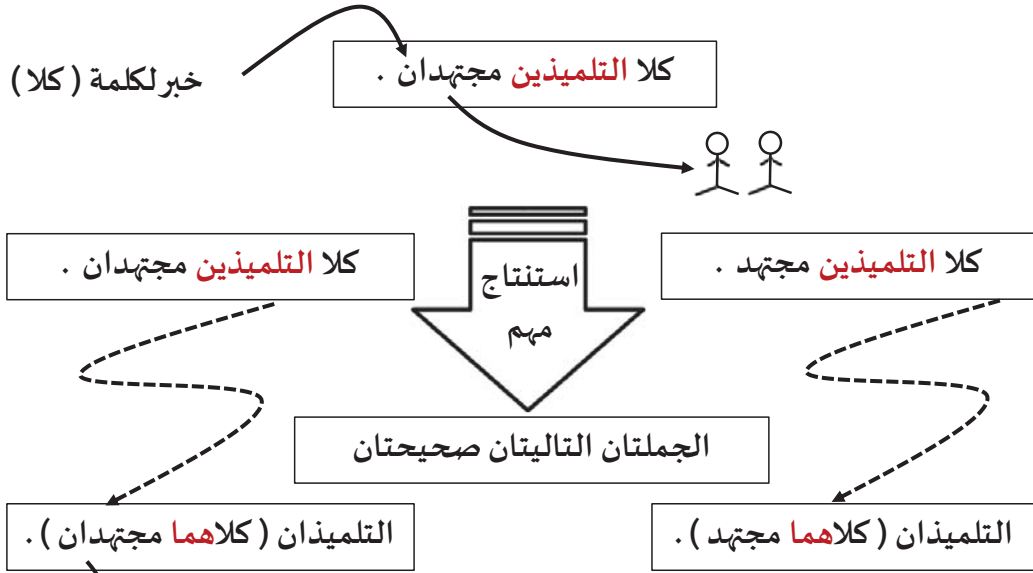 كلا التلميذين مجتهدان .
خبر لكلمة ( كلا )
كلا التلميذين مجتهد .
استنتاج
مهم
كلا التلميذين مجتهدان .
الجملتان التاليتان صحيحتان
التلميذان ( كلاهما مجتهد ) .
التلميذان ( كلاهما مجتهدان ) .